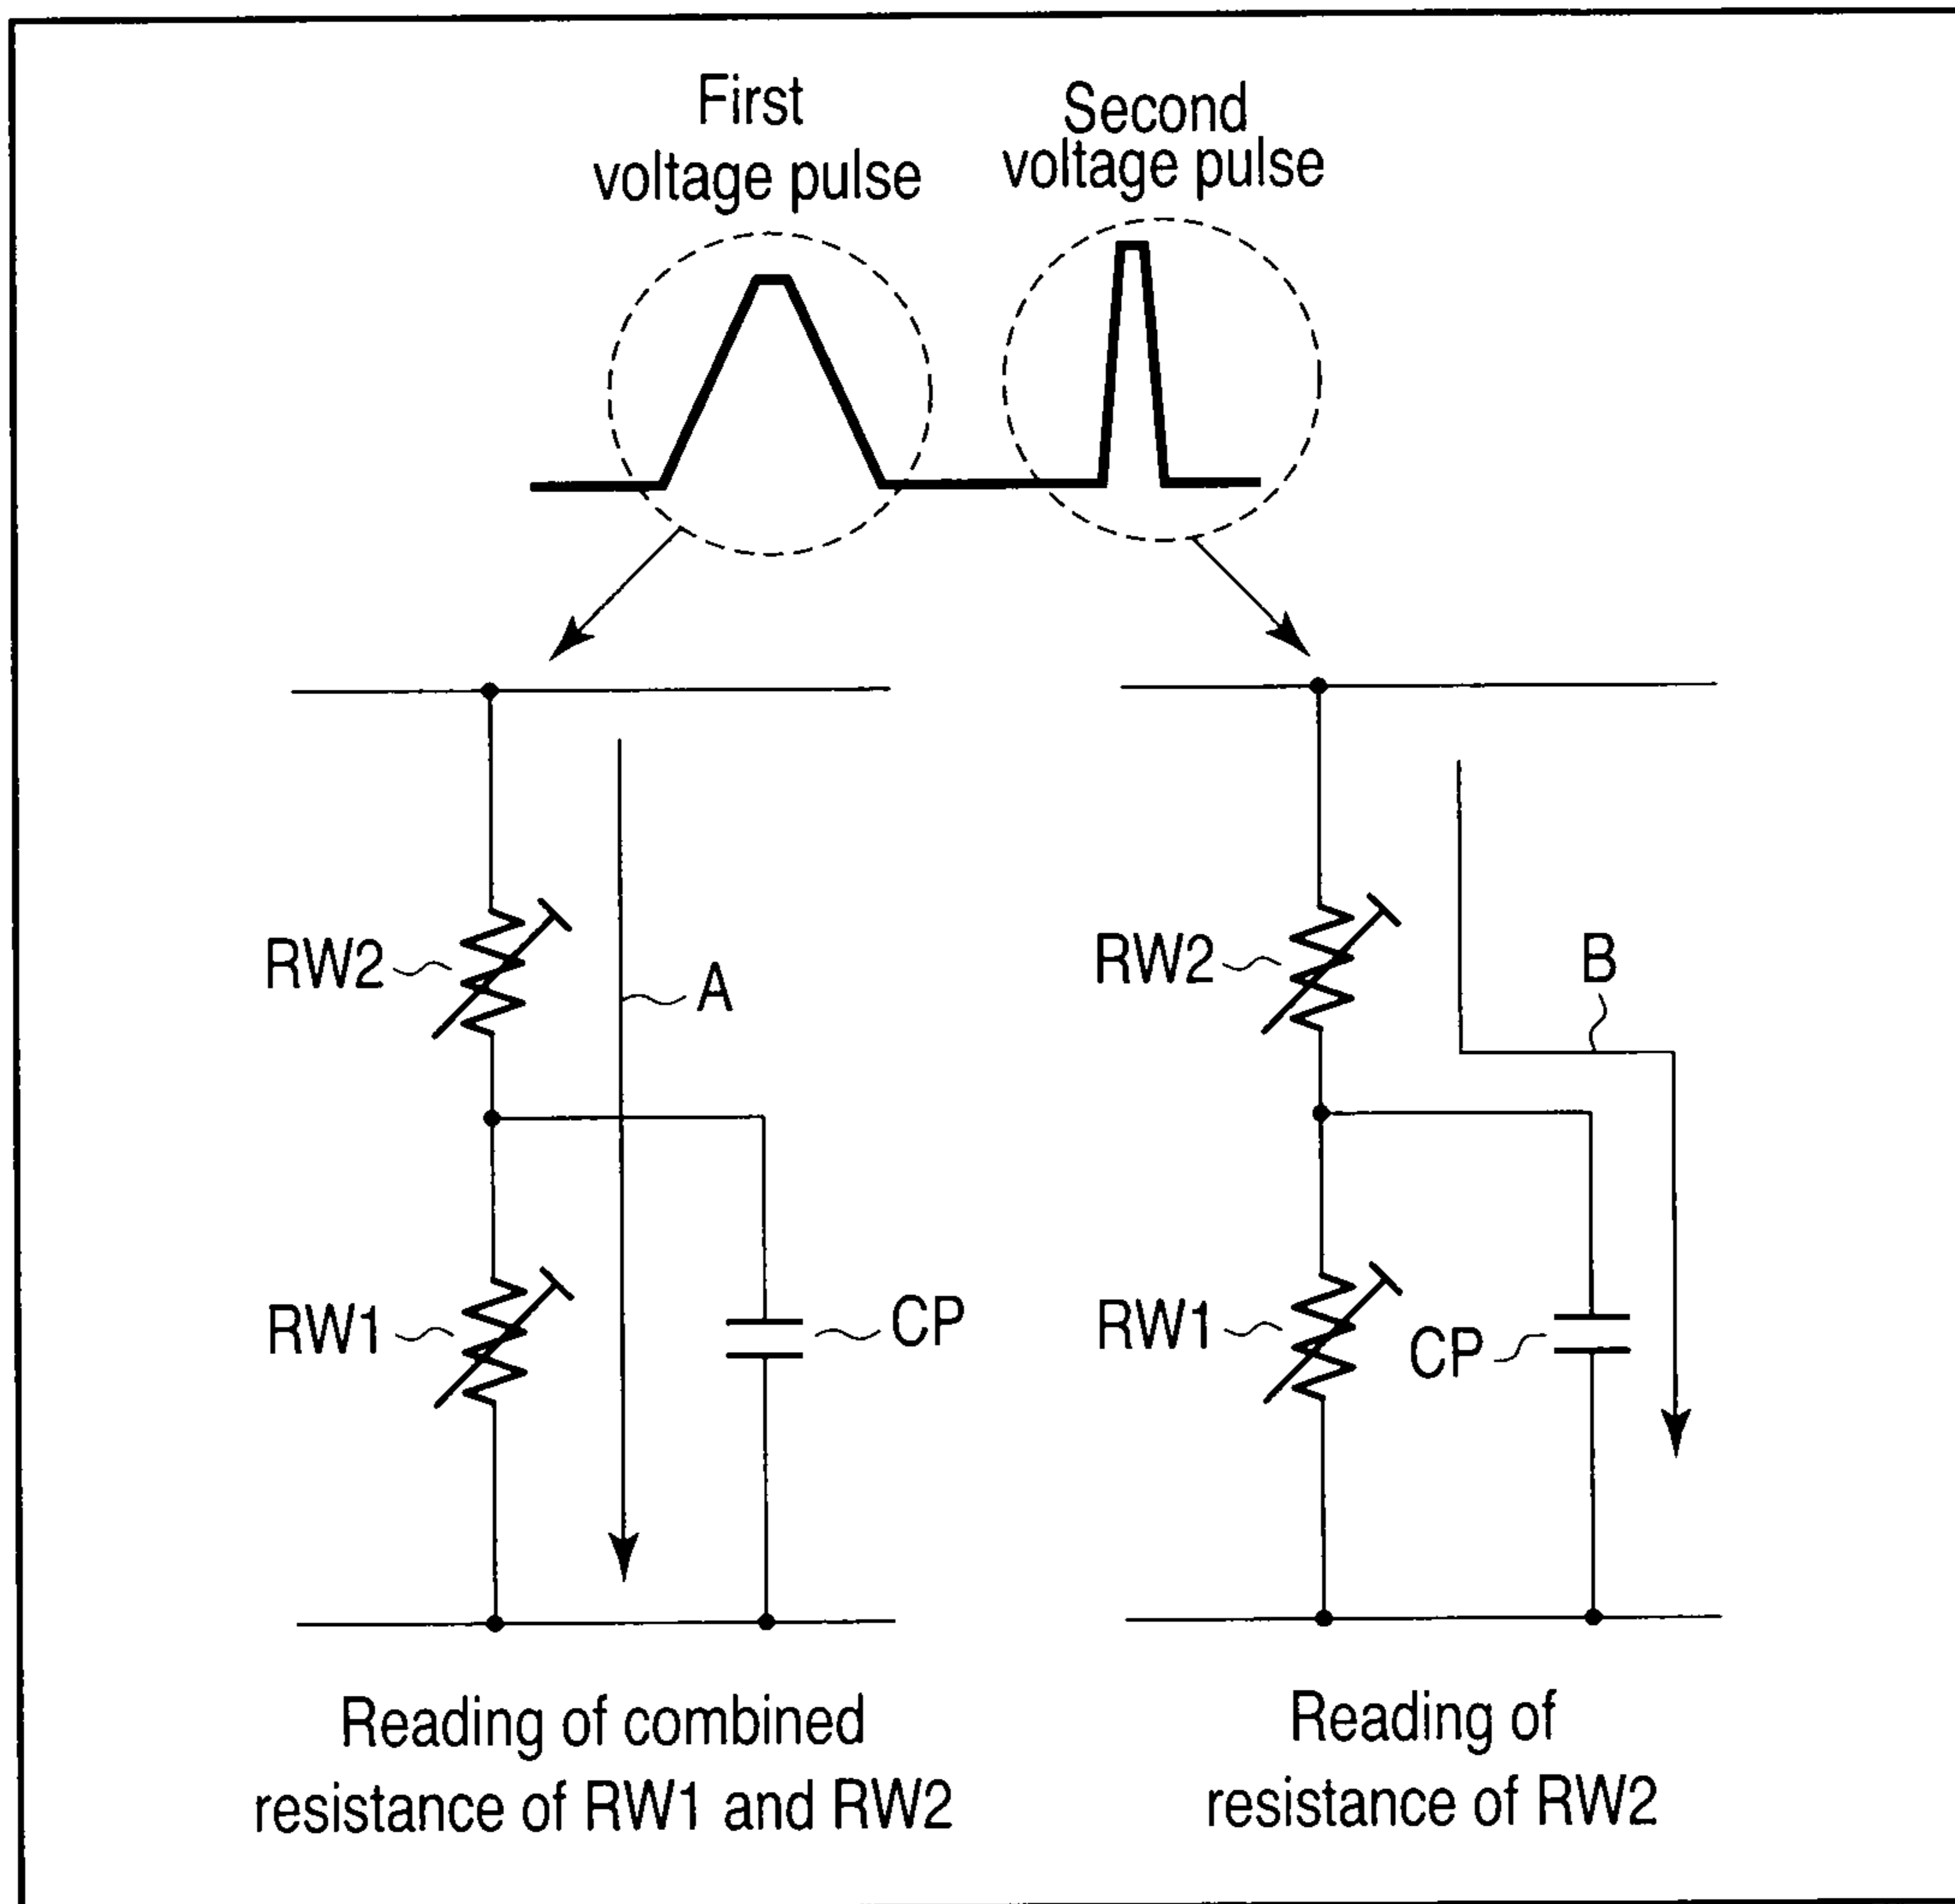 First
voltage pulse
Second
voltage pulse
RW2
A
RW1
CP
RW2
B
RW1
CP
Reading of combined
resistance of RW1 and RW2
Reading of
resistance of RW2